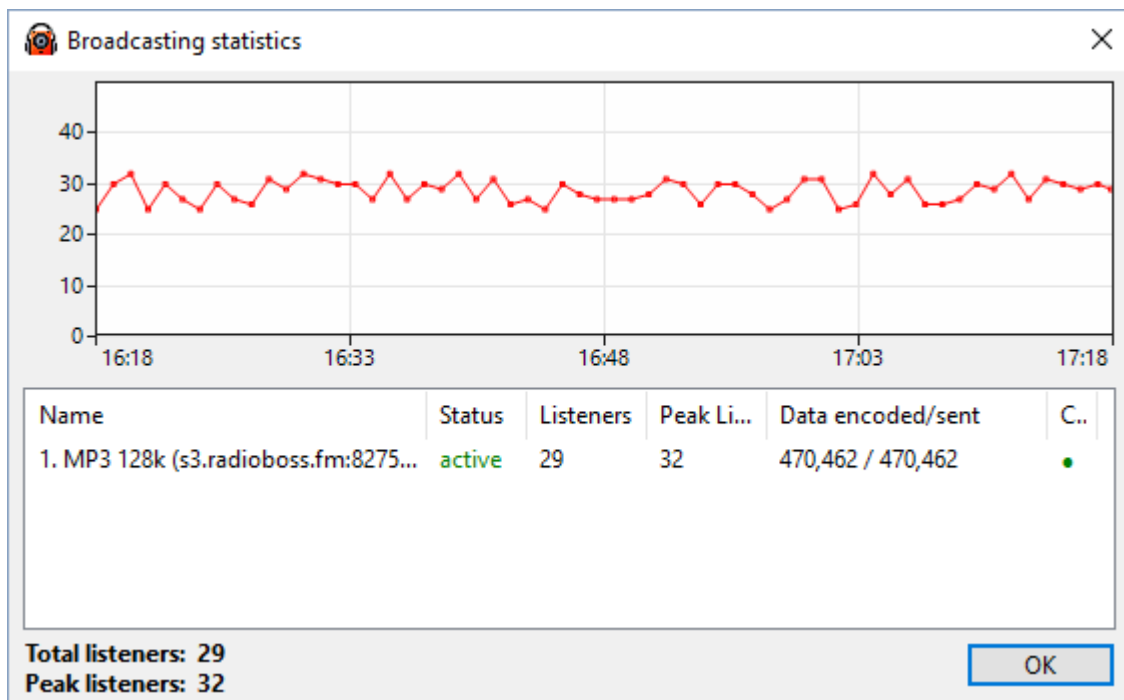 Broadcasting statistics
40
30
20
10
0
16:18 16:33 16:48 17:03 17:18
Name Status Listeners Peak Li... Data encoded/sent C..
1. MP3 128k (s3.radioboss.fm:8275... active 29 32 470,462 / 470,462
Total listeners: 29
OK
Peak listeners: 32